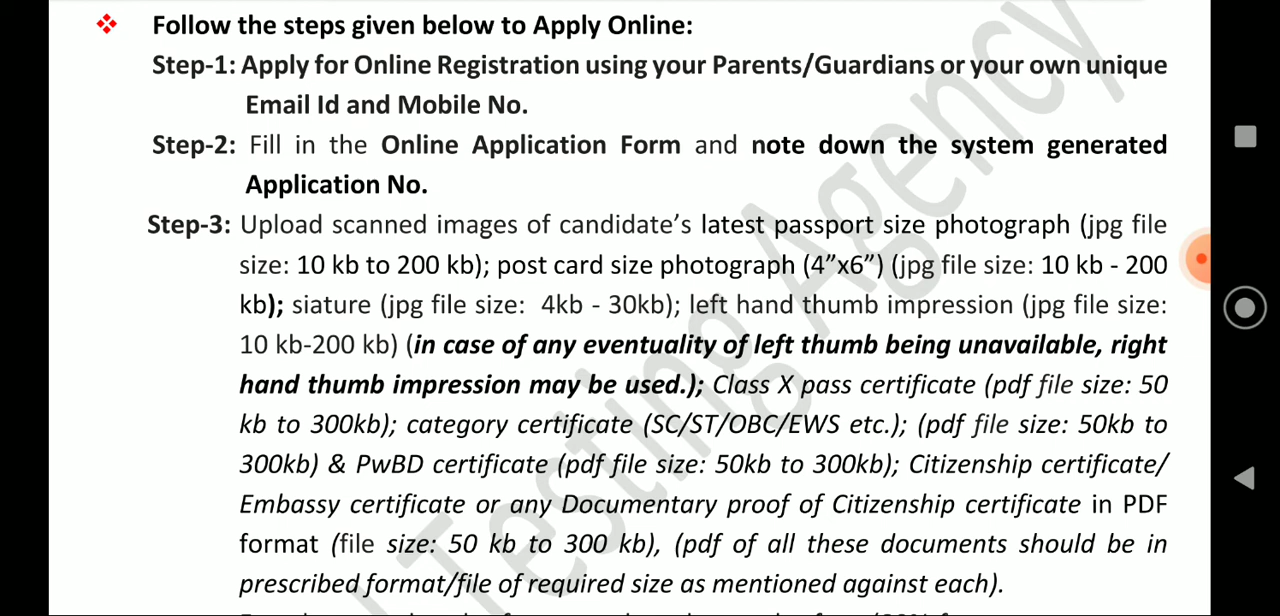 Follow the steps given below to Apply Online:
Step-1: Apply for Online Registration using your Parents/Guardians or your own unique
Email Id and Mobile No.
Step-2: Fill in the Online Application Form and note down the system generated
Application No.
Step-3: Upload scanned images of candidate’s latest passport size photograph (jpg file
size: 10 kb to 200 kb); post card size photograph (4”x6”) (jpg file size: 10 kb - 200
kb); siature (jpg file size: 4kb - 30kb); left hand thumb impression (jpg file size:
10 kb-200 kb) (in case of any eventuality of left thumb being unavailable, right
hand thumb impression may be used.); Class X pass certificate (pdf file size: 50
kb to 300kb); category certificate (SC/ST/OBC/EWS etc.); (pdf file size: 50kb to
300kb) & PwBD certificate (pdf file size: 50kb to 300kb); Citizenship certificate/
Embassy certificate or any Documentary proof of Citizenship certificate in PDF
format (file size: 50 kb to 300 kb), (pdf of all these documents should be in
prescribed format/file of required size as mentioned against each).
Testing Agency